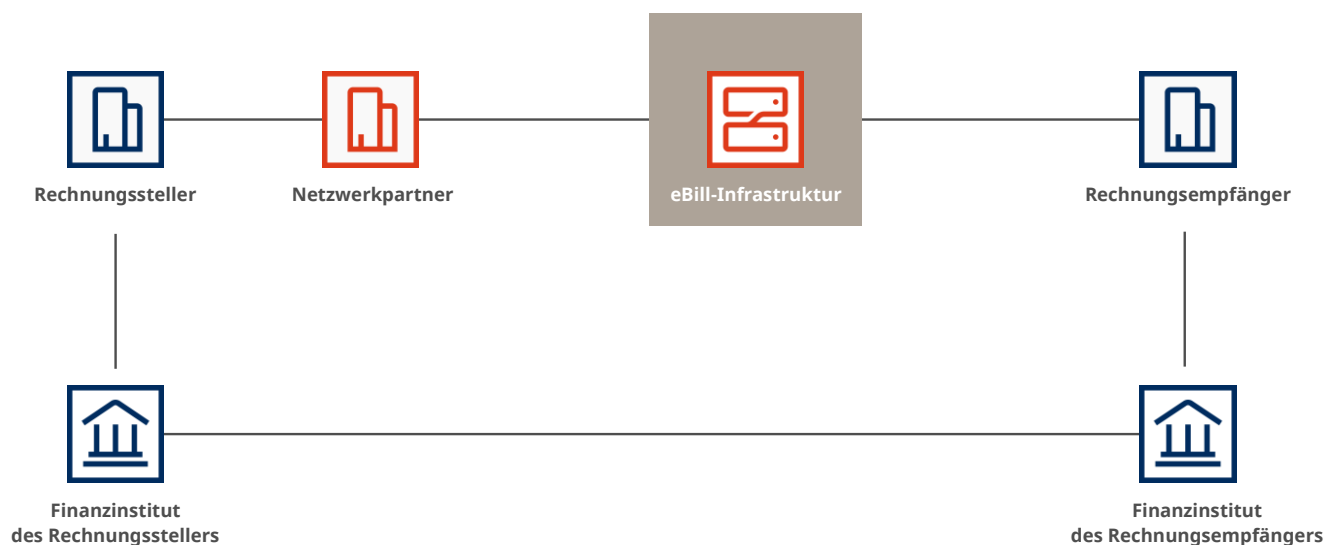 Rechnungssteller
Netzwerkpartner
eBill-Infrastruktur
Rechnungsempfänger
Finanzinstitut
des Rechnungsstellers
Finanzinstitut
des Rechnungsempfängers